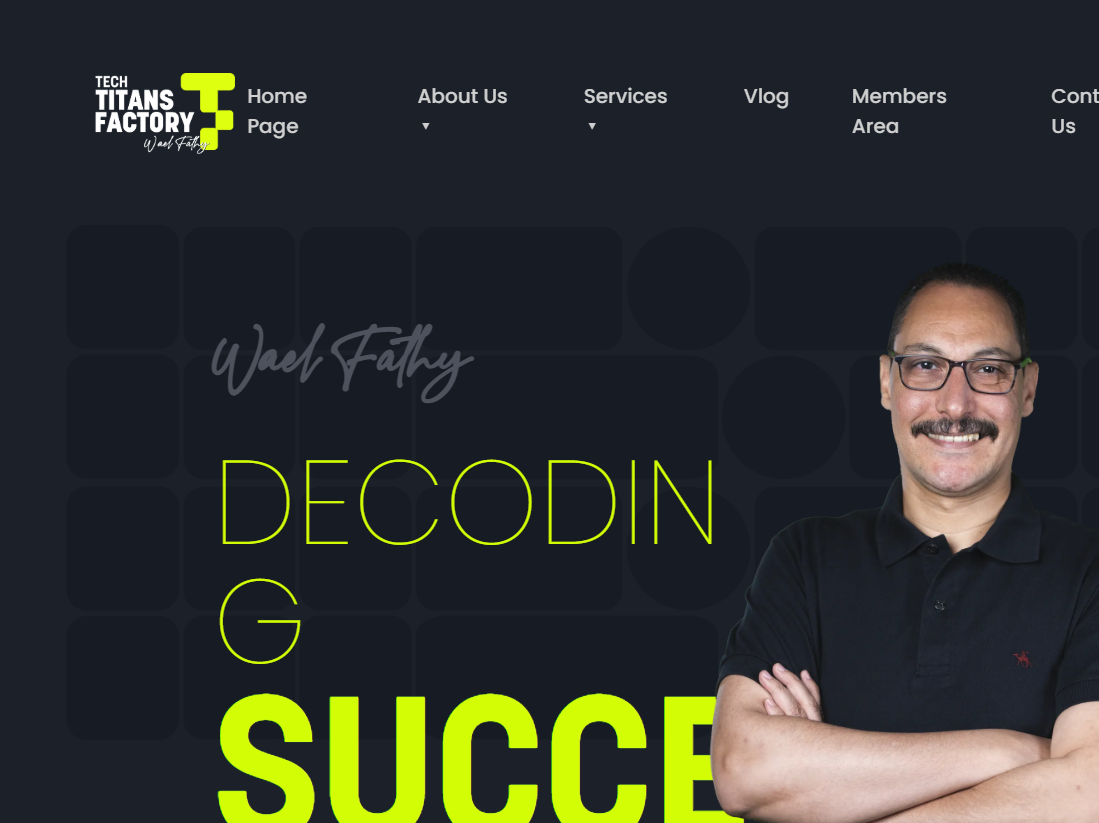 TECH
TITANS
FACTORY
Wael Fathy
Home
Page
About Us
Services
Vlog
Members
Area
Cont
Us
Wael Fathy
DECODIN
G
SUCCE